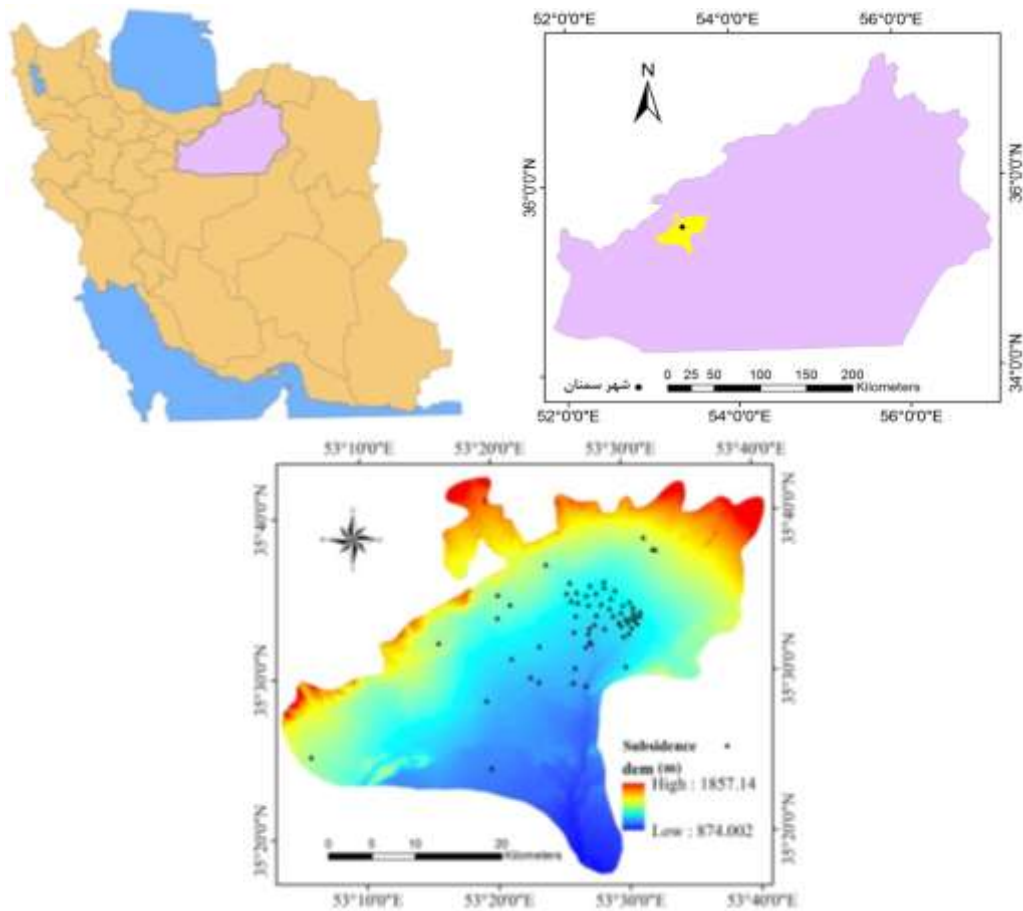 52°0'0"E 54°0'0"E 56°0'0"E
N
36°0'0"N
36°0'0"N
34°0'0"N
شهر سمنان
0 25 50 100 150 200
Kilometers
52°0'0"E 54°0'0"E 56°0'0"E
53°10'0"E 53°20'0"E 53°30'0"E 53°40'0"E
35°40'0"N
35°40'0"N
35°30'0"N
35°30'0"N
35°20'0"N
35°20'0"N
Subsidence
dem (m)
High : 1857.14
Low : 874.002
0 5 10 20
Kilometers
53°10'0"E 53°20'0"E 53°30'0"E 53°40'0"E